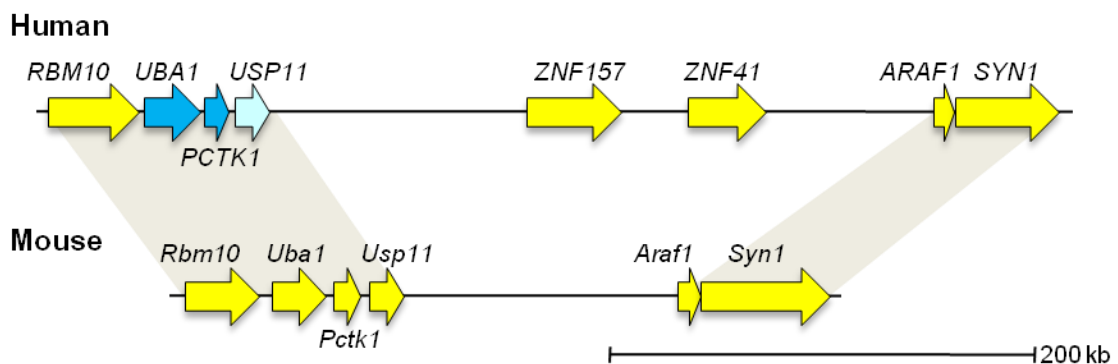 Human
RBM10 UBA1 USP11 ZNF157 ZNF41 ARAF1 SYN1
PCTK1
Mouse
Rbm10 Uba1 Usp11 Araf1 Syn1
Pctk1
200 kb